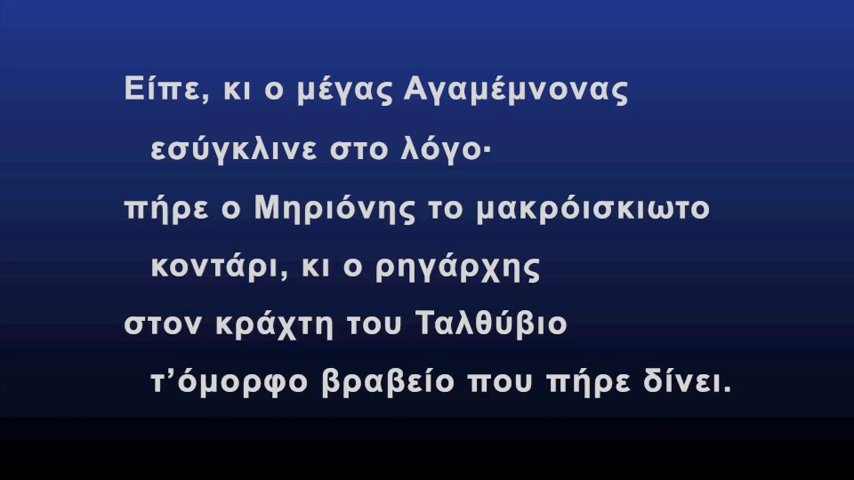 Είπε, κι ο μέγας Αγαμέμνονας
εσύγκλινε στο λόγο·
πήρε ο Μηριόνης το μακρόισκιωτο
κοντάρι, κι ο ρηγάρχης
στον κράχτη του Ταλθύβιο
τ’όμορφο βραβείο που πήρε δίνει.